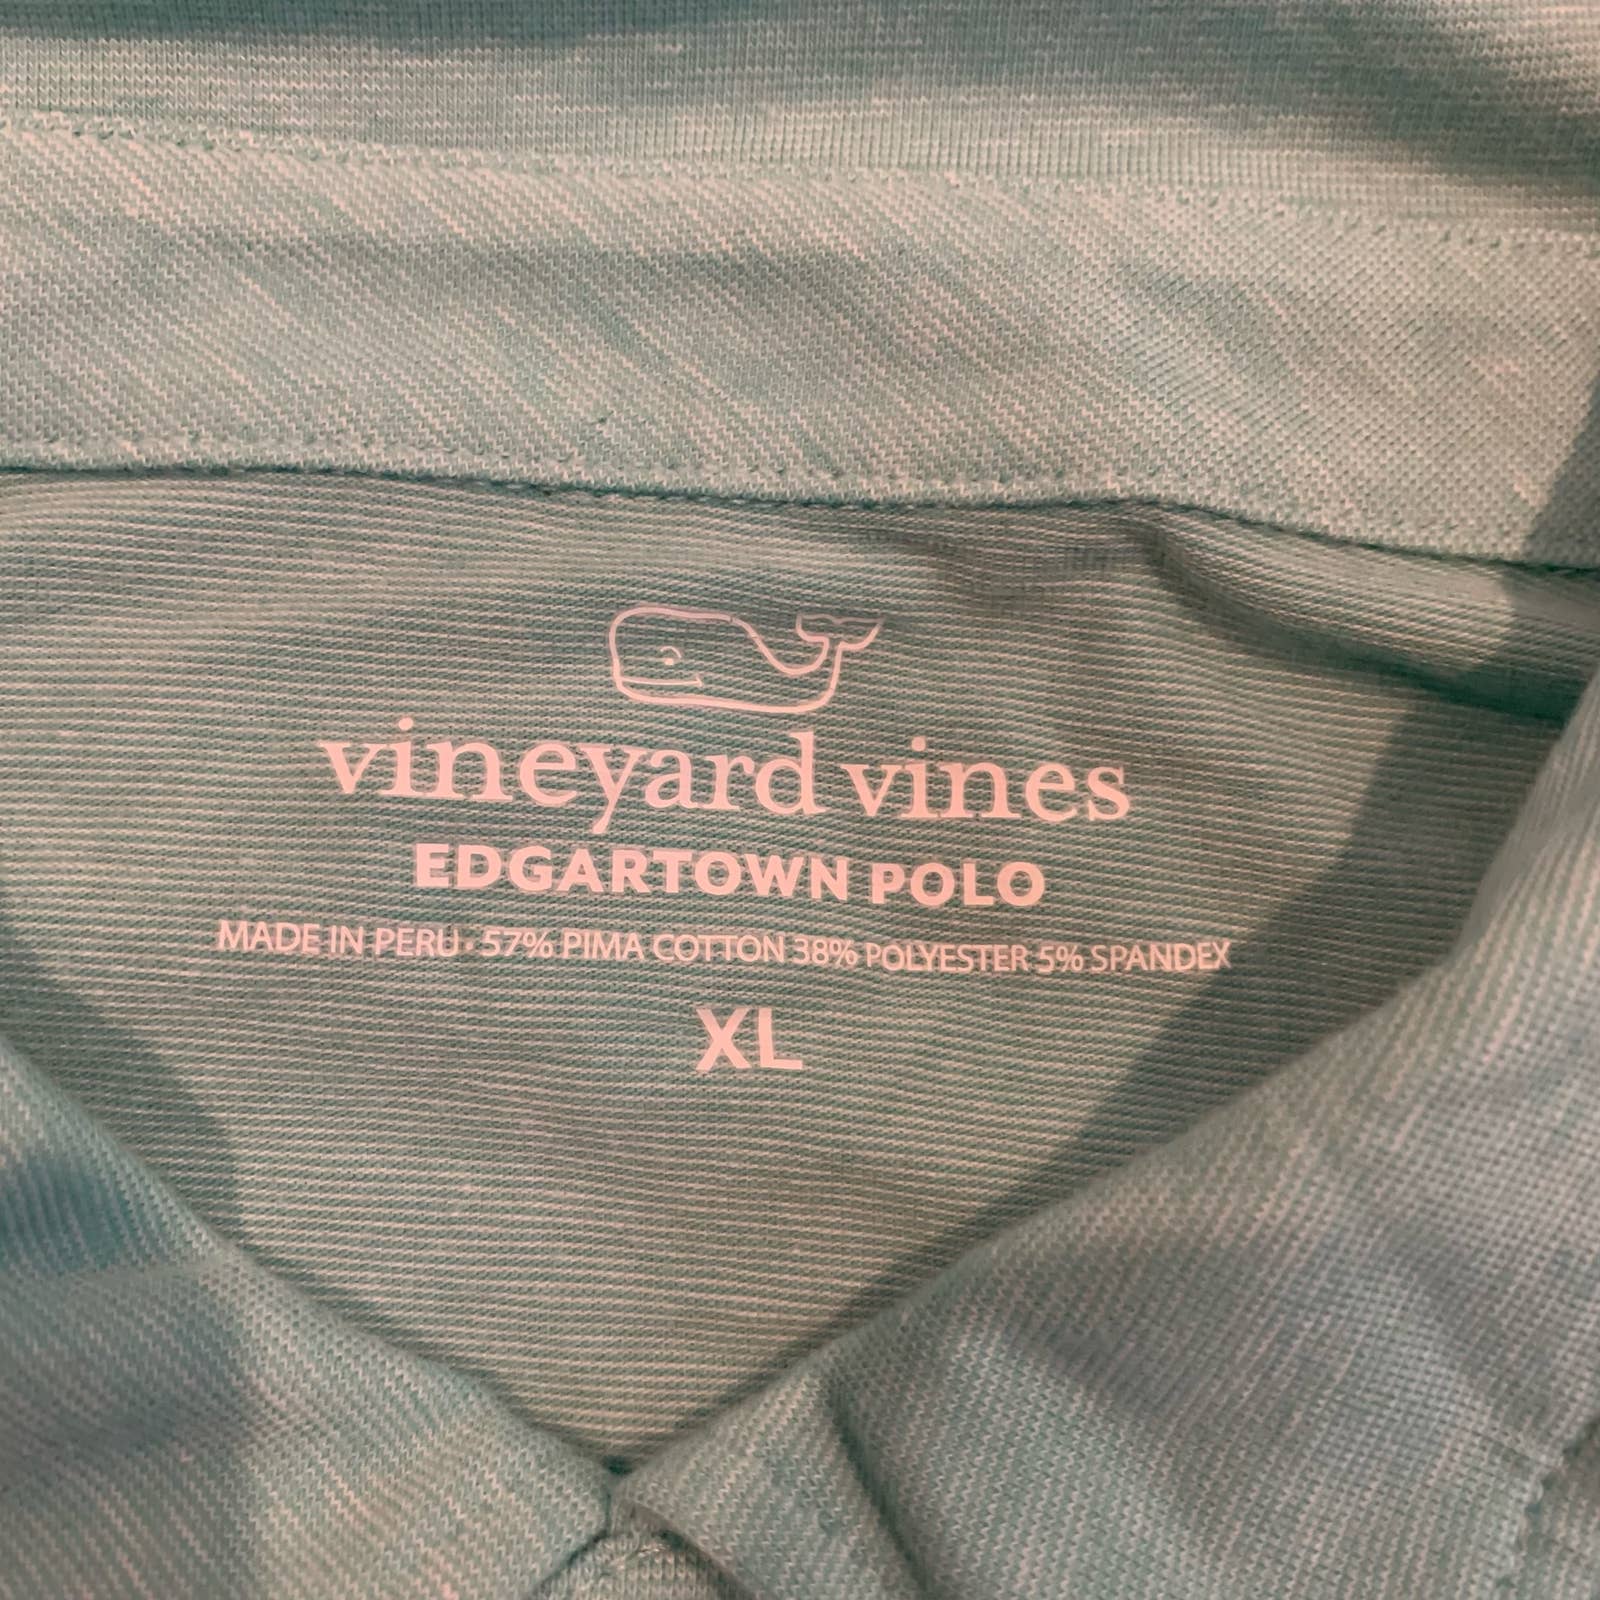 vineyard vines
EDGARTOWN POLO
MADE IN PERU • 57% PIMA COTTON 38% POLYESTER 5% SPANDEX
XL